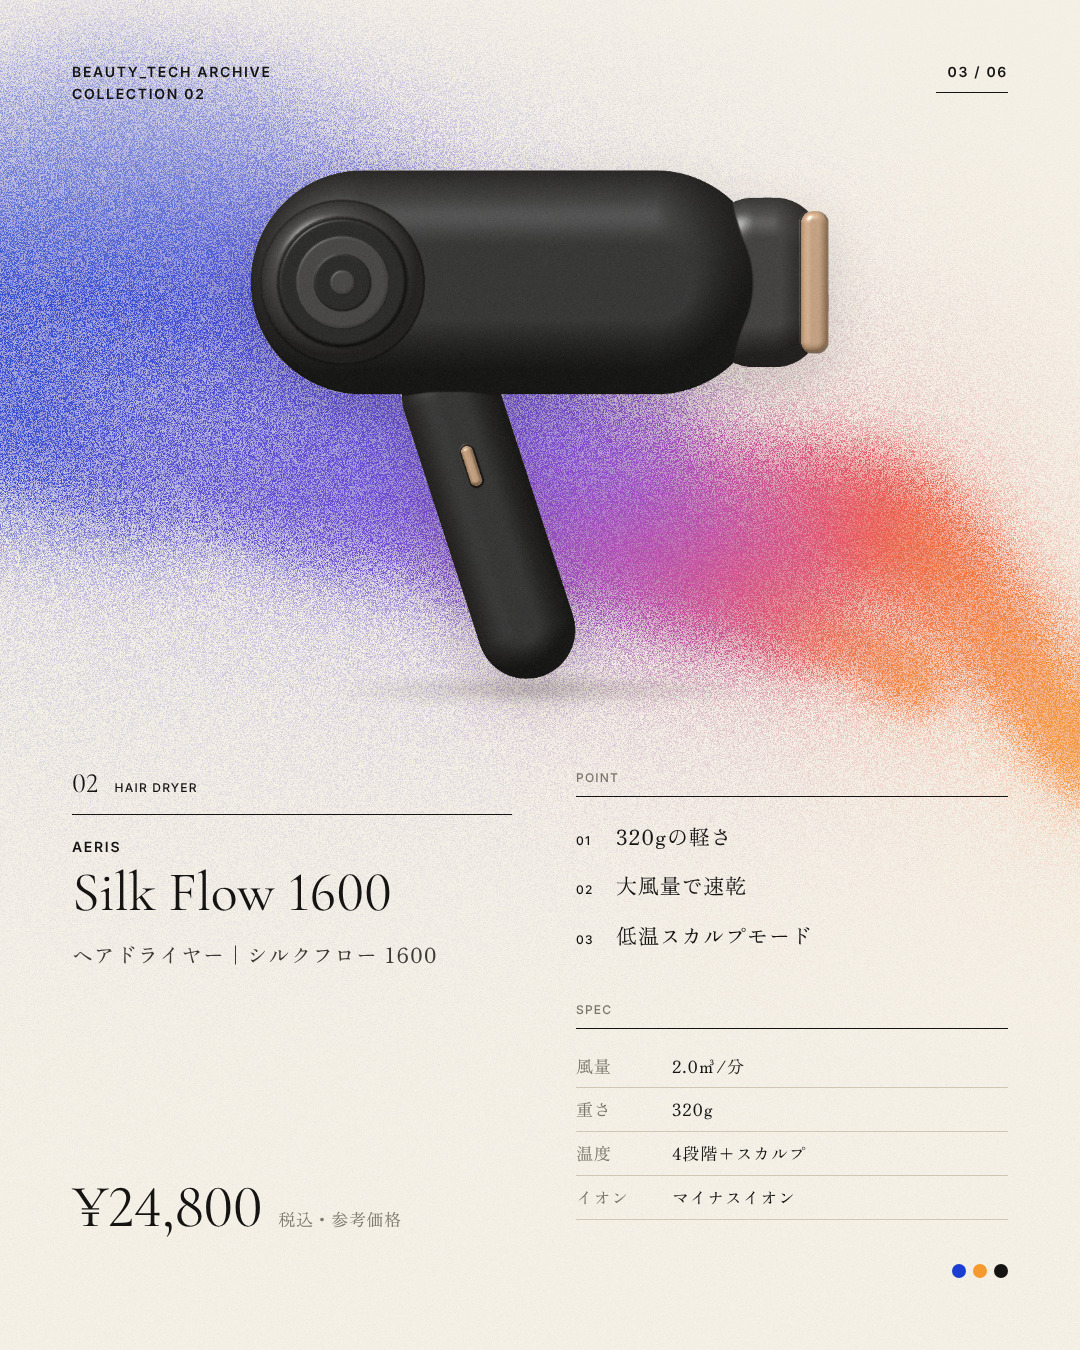 BEAUTY_TECH ARCHIVE
COLLECTION 02
03 / 06
02 HAIR DRYER
AERIS
Silk Flow 1600
ヘアドライヤー｜シルクフロー 1600
¥24,800 税込・参考価格
POINT
01 320gの軽さ
02 大風量で速乾
03 低温スカルプモード
SPEC
風量 2.0㎥/分
重さ 320g
温度 4段階＋スカルプ
イオン マイナスイオン